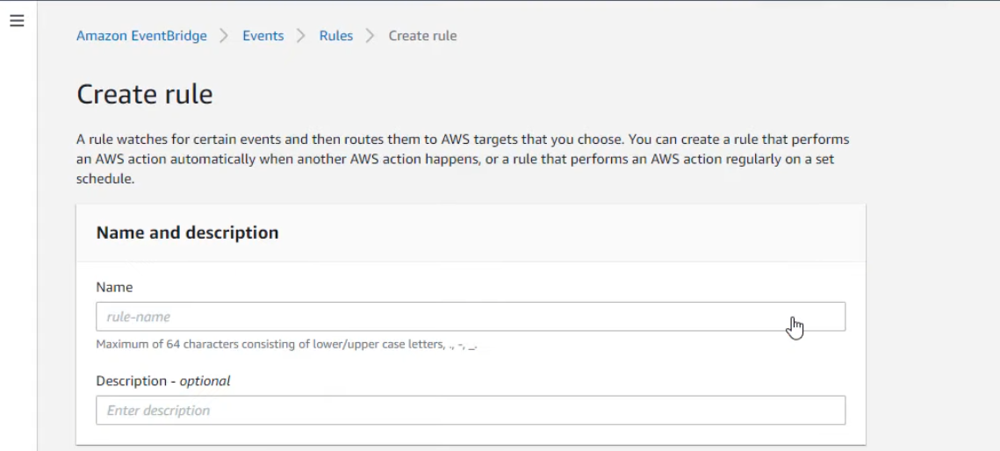 Amazon EventBridge > Events > Rules > Create rule
Create rule
A rule watches for certain events and then routes them to AWS targets that you choose. You can create a rule that performs
an AWS action automatically when another AWS action happens, or a rule that performs an AWS action regularly on a set
schedule.
Name and description
Name
rule-name
Maximum of 64 characters consisting of lower/upper case letters, ., -, _.
Description - optional
Enter description